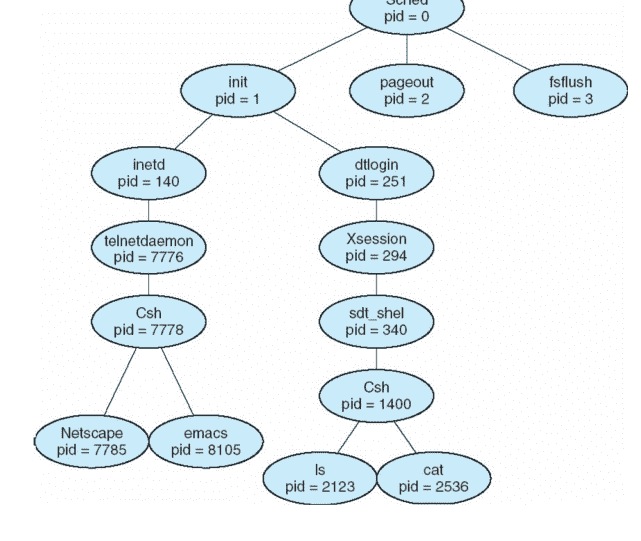 Sched
pid = 0
init
pid = 1
pageout
pid = 2
fsflush
pid = 3
inetd
pid = 140
dtlogin
pid = 251
telnetdaemon
pid = 7776
Xsession
pid = 294
Csh
pid = 7778
sdt_shel
pid = 340
Csh
pid = 1400
Netscape
pid = 7785
emacs
pid = 8105
ls
pid = 2123
cat
pid = 2536